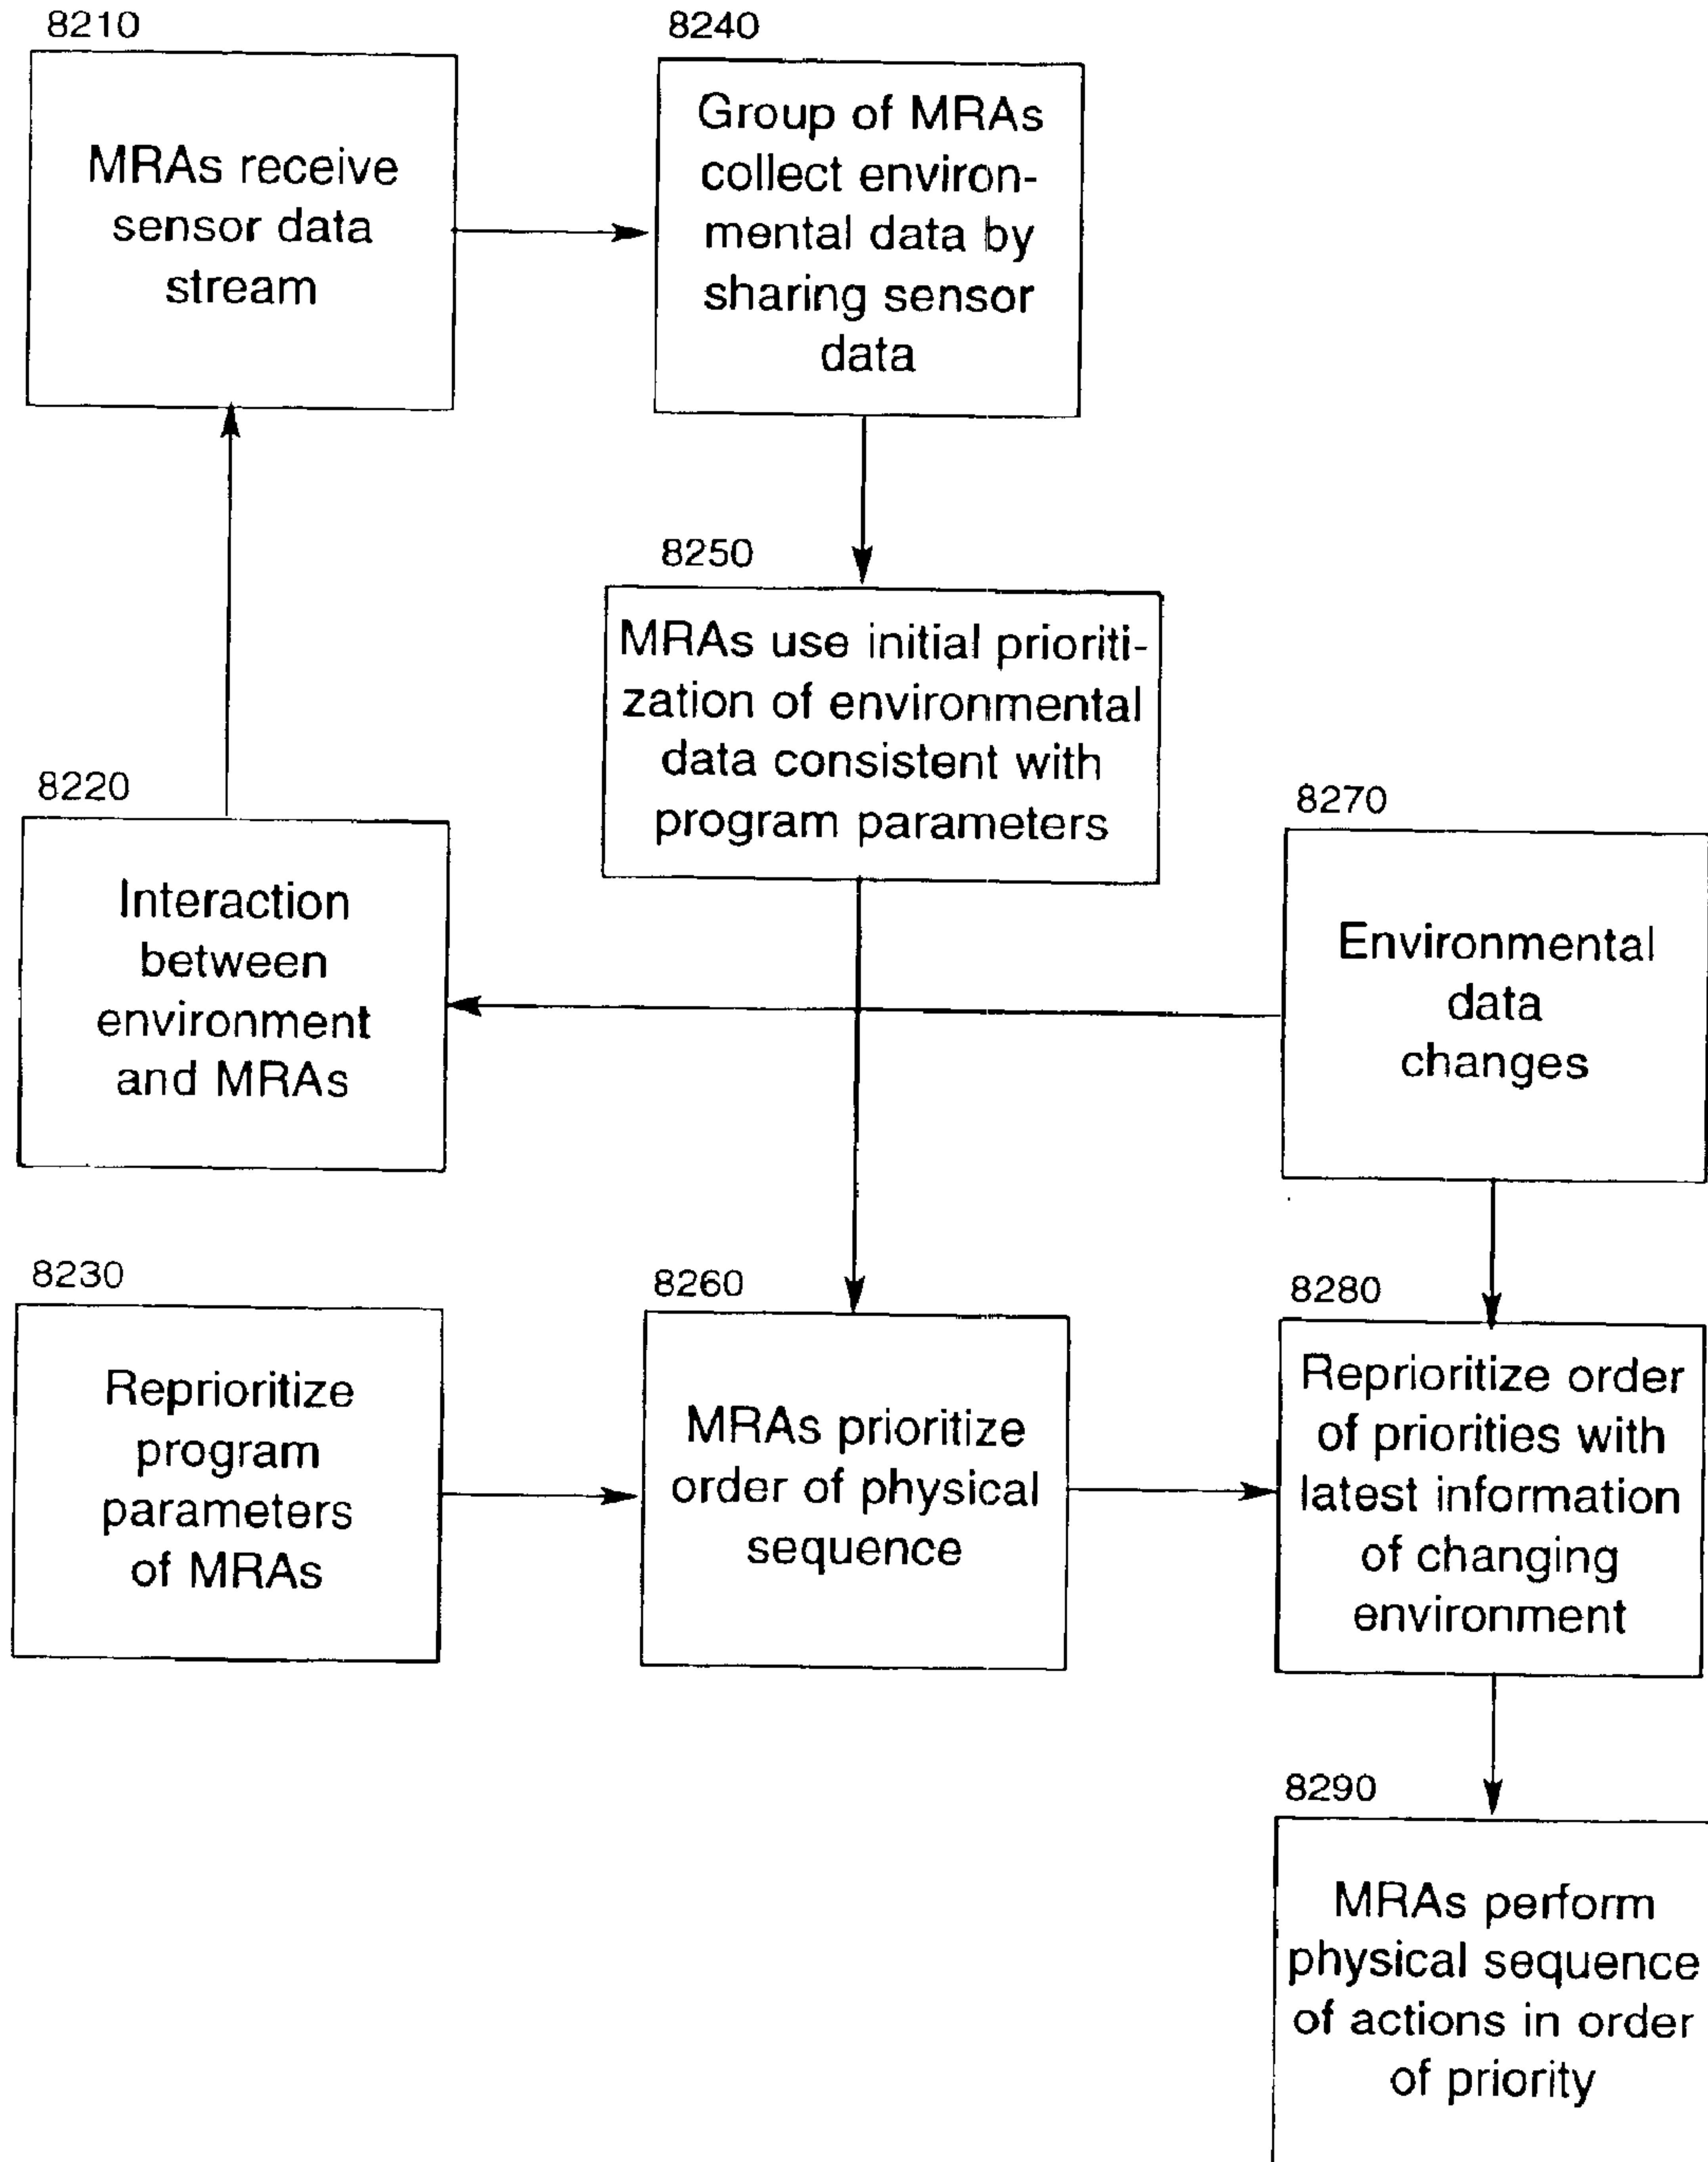 8210
MRAs receive
sensor data
stream
8240
Group of MRAs
collect environ-
mental data by
sharing sensor
data
8250
MRAs use initial prioriti-
zation of environmental
data consistent with
program parameters
8220
Interaction
between
environment
and MRAs
8270
Environmental
data
changes
8230
Reprioritize
program
parameters
of MRAs
8260
MRAs prioritize
order of physical
sequence
8280
Reprioritize order
of priorities with
latest information
of changing
environment
8290
MRAs perform
physical sequence
of actions in order
of priority